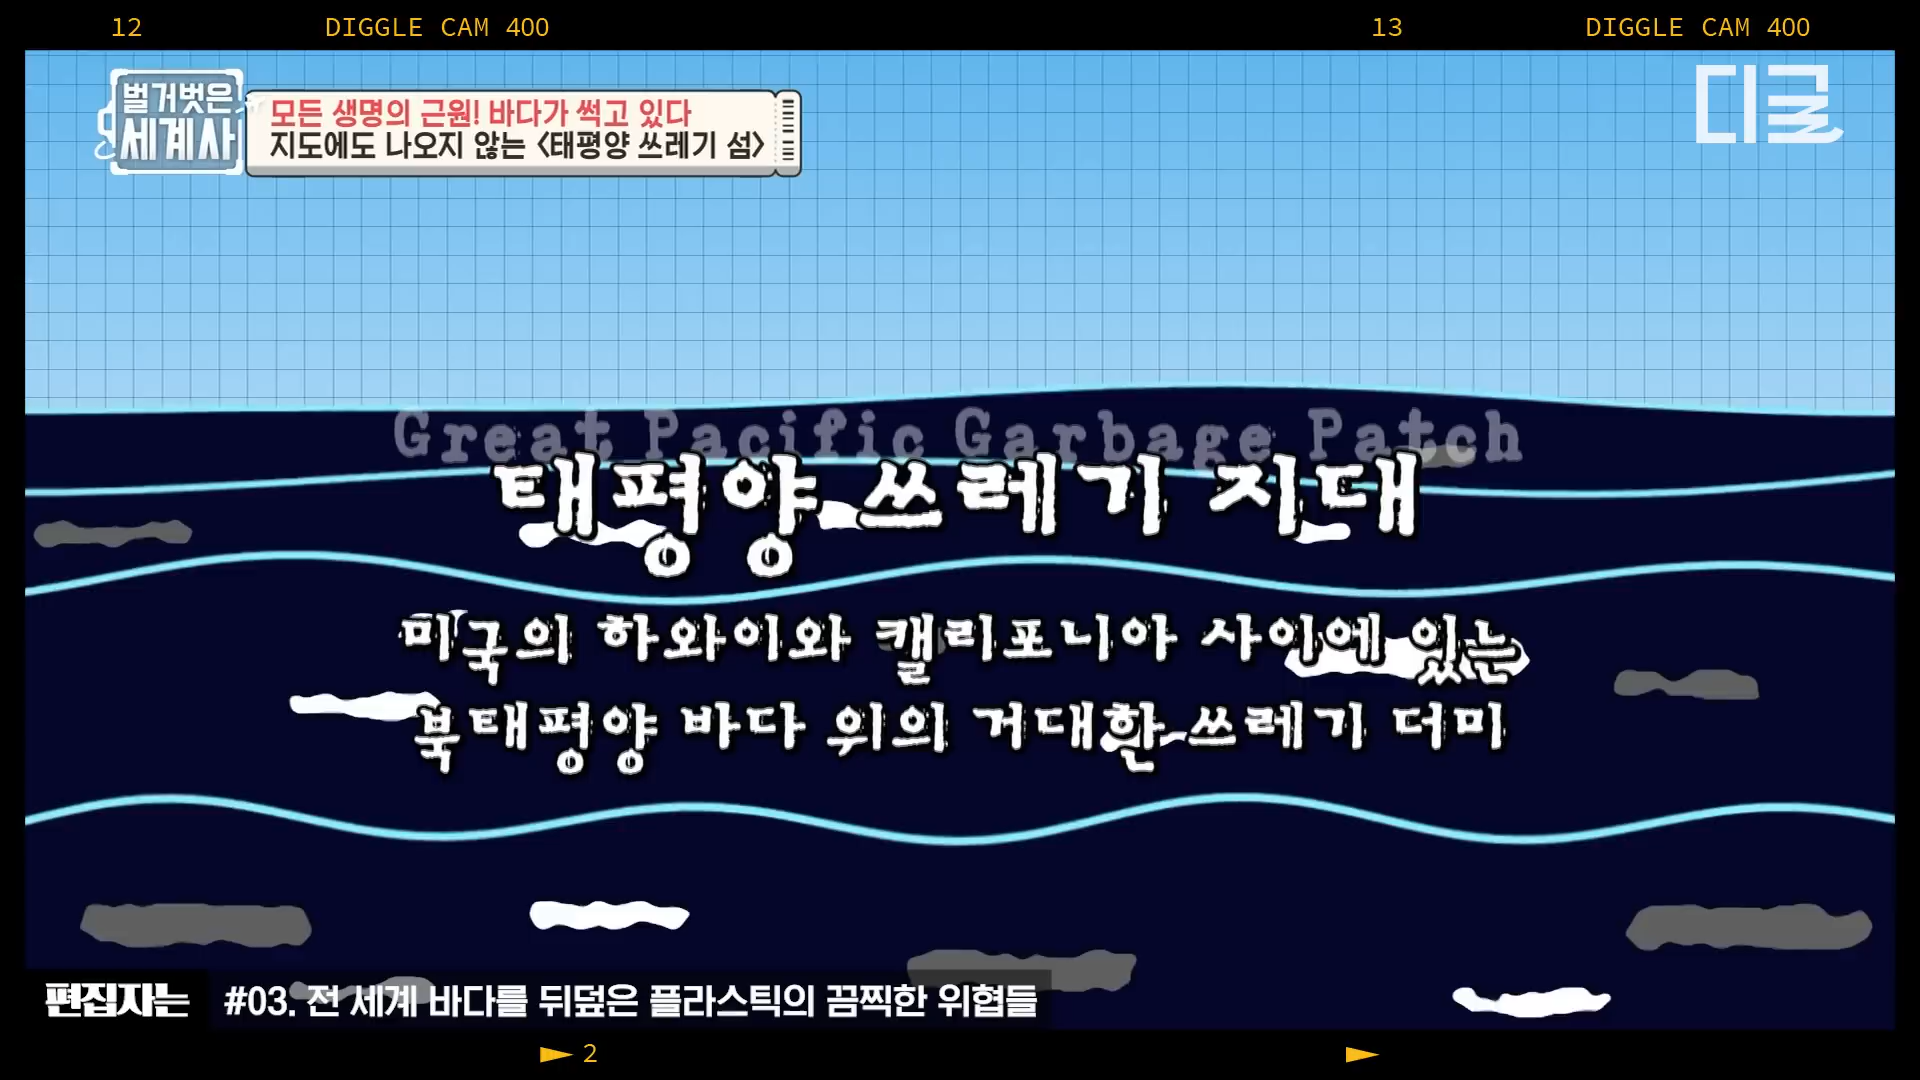 12 DIGGLE CAM 400 13 DIGGLE CAM 400
벌거벗은
세계사
모든 생명의 근원! 바다가 썩고 있다
지도에도 나오지 않는 <태평양 쓰레기 섬>
디글
Great Pacific Garbage Patch
태평양 쓰레기 지대
미국의 하와이와 캘리포니아 사이에 있는
북태평양 바다 위의 거대한 쓰레기 더미
편집자는 #03. 전 세계 바다를 뒤덮은 플라스틱의 끔찍한 위협들
2